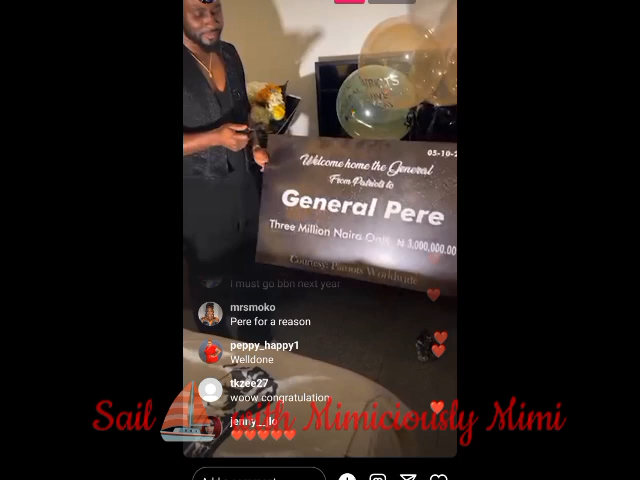 05-10-2
Welcome home the General
From Patriots to
General Pere
Three Million Naira Only ₦ 3,000,000.00
Courtesy: Patriots Worldwide
I must go bbn next year
mrsmoko
Pere for a reason
peppy_happy1
Welldone
tkzee27
woow congratulation
Sail with Mimiciously Mimi